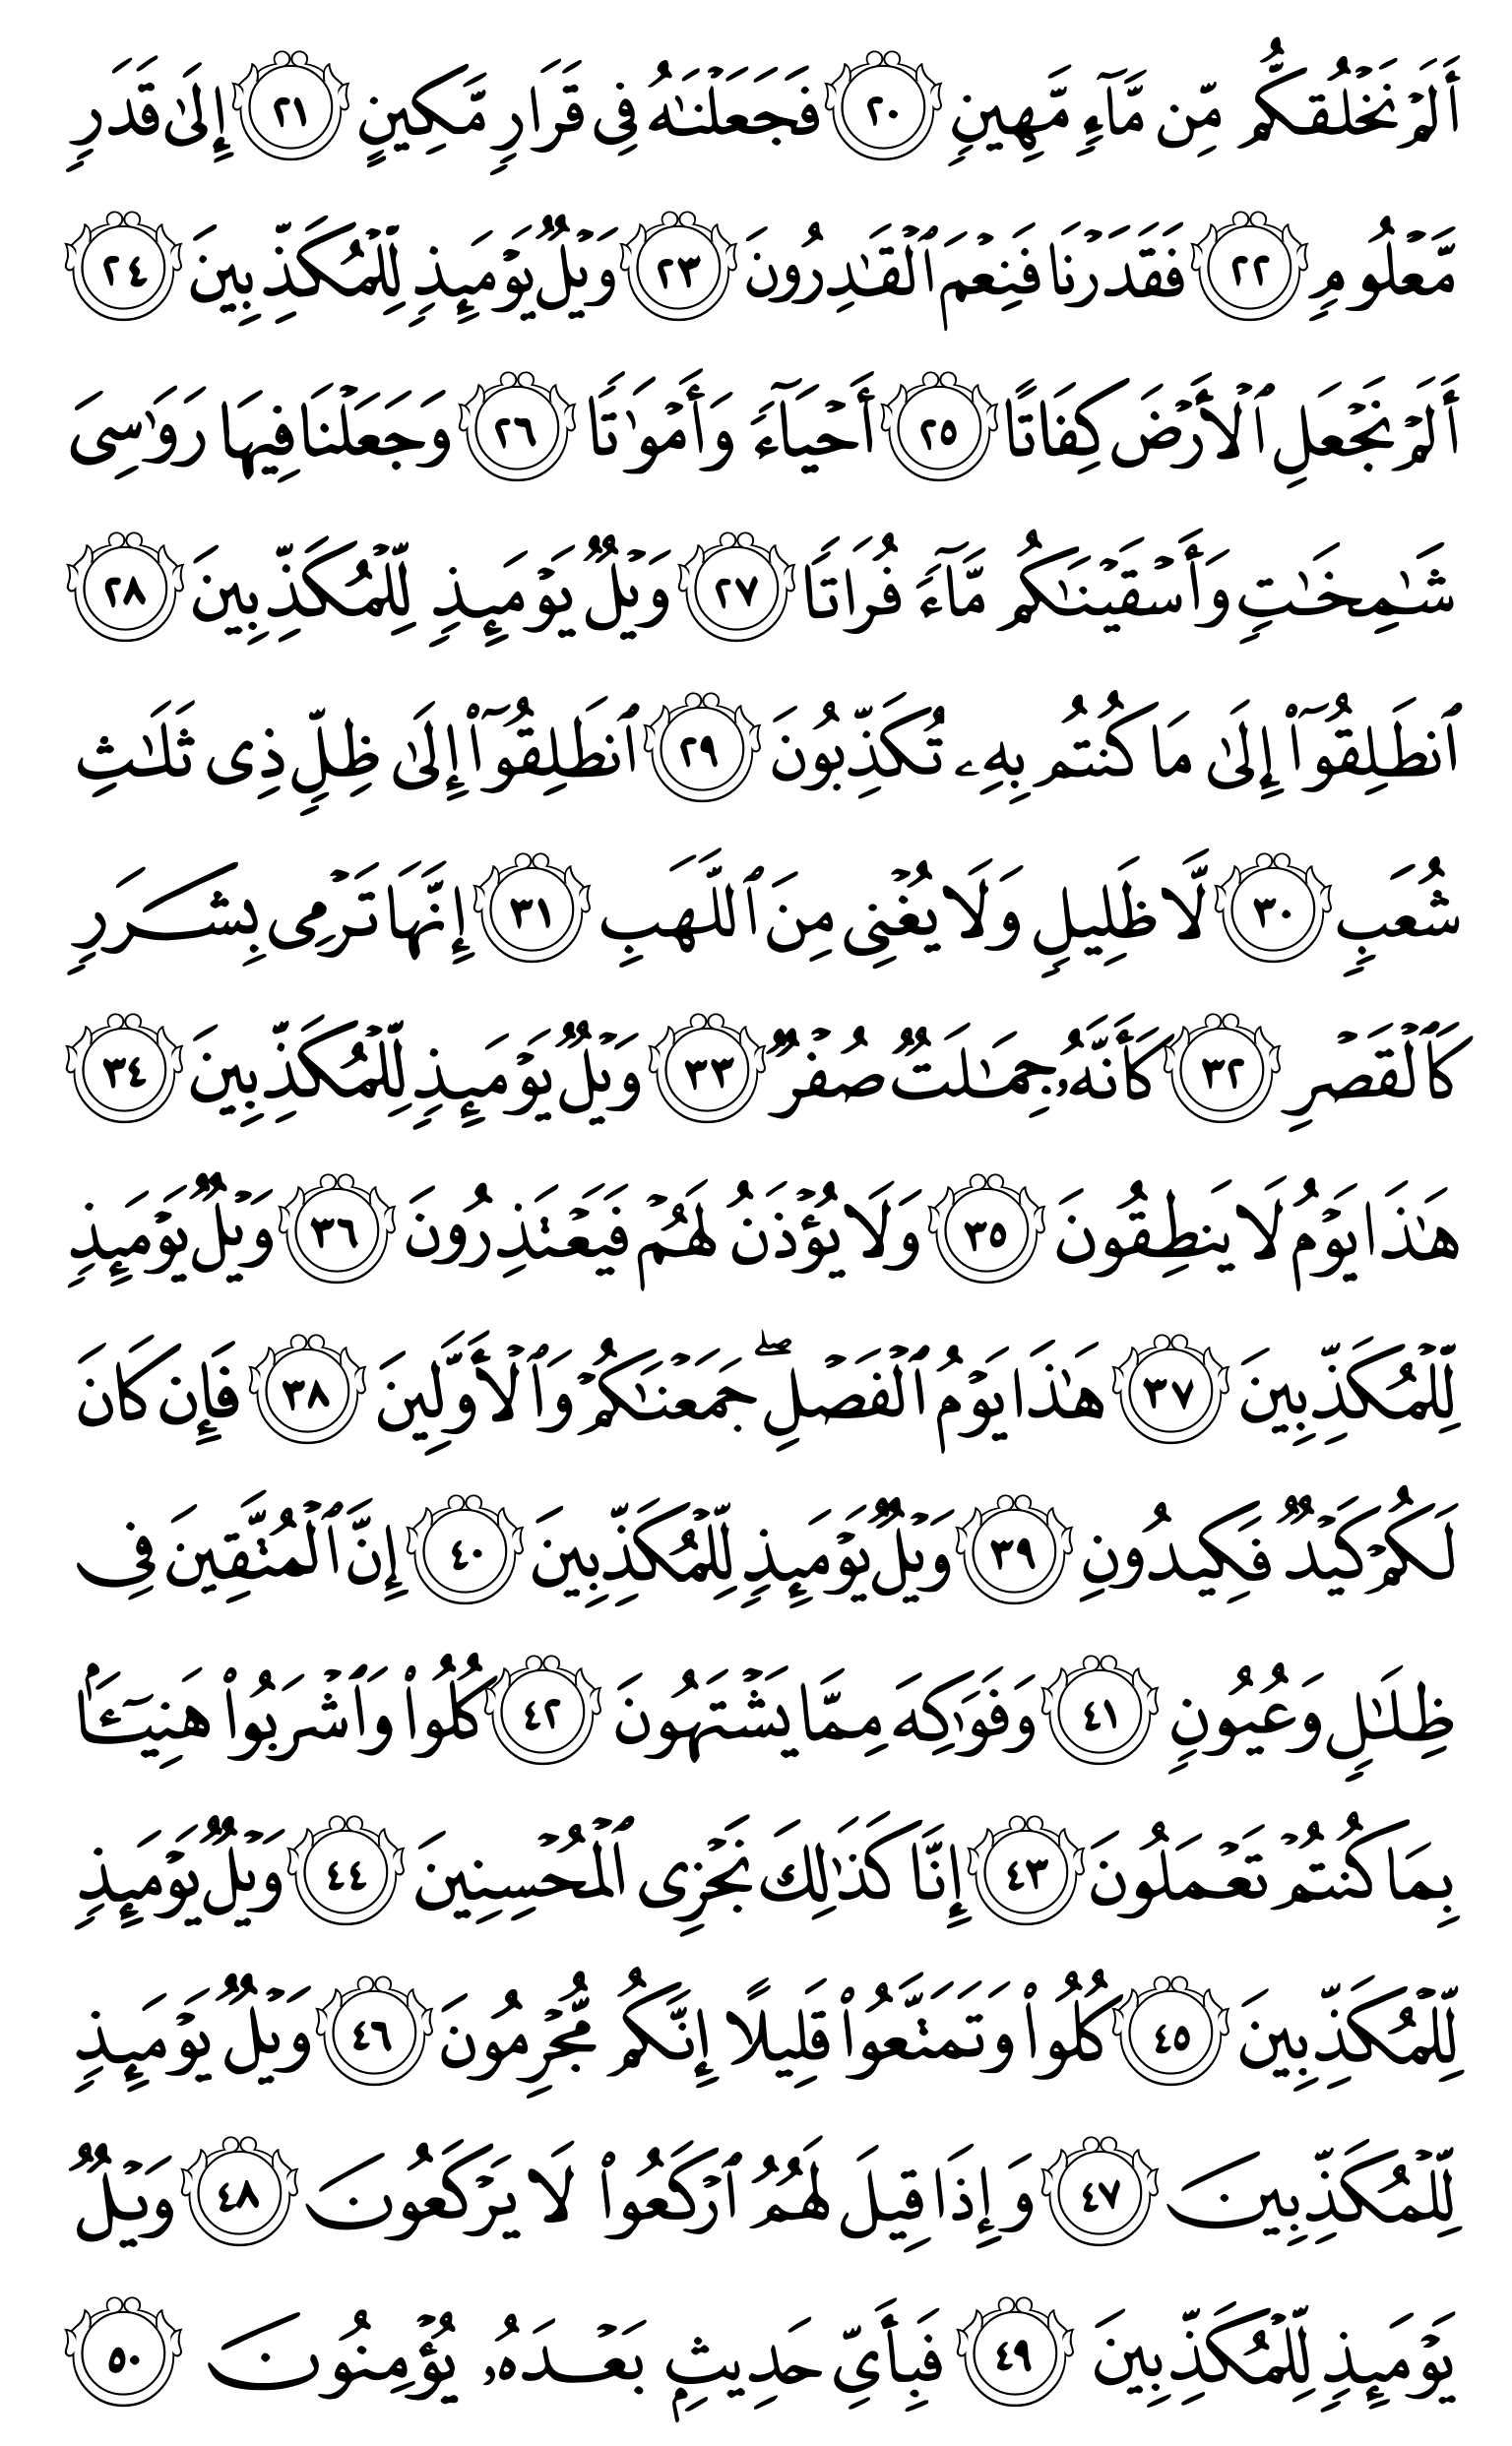 أَلَمۡ نَخۡلُقكُّم مِّن مَّآءٖ مَّهِينٖ ٢٠ فَجَعَلۡنَٰهُ فِي قَرَارٖ مَّكِينٍ ٢١ إِلَىٰ قَدَرٖ
مَّعۡلُومٖ ٢٢ فَقَدَرۡنَا فَنِعۡمَ ٱلۡقَٰدِرُونَ ٢٣ وَيۡلٞ يَوۡمَئِذٖ لِّلۡمُكَذِّبِينَ ٢٤
أَلَمۡ نَجۡعَلِ ٱلۡأَرۡضَ كِفَاتًا ٢٥ أَحۡيَآءٗ وَأَمۡوَٰتٗا ٢٦ وَجَعَلۡنَا فِيهَا رَوَٰسِيَ
شَٰمِخَٰتٖ وَأَسۡقَيۡنَٰكُم مَّآءٗ فُرَاتٗا ٢٧ وَيۡلٞ يَوۡمَئِذٖ لِّلۡمُكَذِّبِينَ ٢٨
ٱنطَلِقُوٓاْ إِلَىٰ مَا كُنتُم بِهِۦ تُكَذِّبُونَ ٢٩ ٱنطَلِقُوٓاْ إِلَىٰ ظِلّٖ ذِي ثَلَٰثِ
شُعَبٖ ٣٠ لَّا ظَلِيلٖ وَلَا يُغۡنِي مِنَ ٱللَّهَبِ ٣١ إِنَّهَا تَرۡمِي بِشَرَرٖ
كَٱلۡقَصۡرِ ٣٢ كَأَنَّهُۥ جِمَٰلَتٞ صُفۡرٞ ٣٣ وَيۡلٞ يَوۡمَئِذٖ لِّلۡمُكَذِّبِينَ ٣٤
هَٰذَا يَوۡمُ لَا يَنطِقُونَ ٣٥ وَلَا يُؤۡذَنُ لَهُمۡ فَيَعۡتَذِرُونَ ٣٦ وَيۡلٞ يَوۡمَئِذٖ
لِّلۡمُكَذِّبِينَ ٣٧ هَٰذَا يَوۡمُ ٱلۡفَصۡلِۖ جَمَعۡنَٰكُمۡ وَٱلۡأَوَّلِينَ ٣٨ فَإِن كَانَ
لَكُمۡ كَيۡدٞ فَكِيدُونِ ٣٩ وَيۡلٞ يَوۡمَئِذٖ لِّلۡمُكَذِّبِينَ ٤٠ إِنَّ ٱلۡمُتَّقِينَ فِي
ظِلَٰلٖ وَعُيُونٖ ٤١ وَفَوَٰكِهَ مِمَّا يَشۡتَهُونَ ٤٢ كُلُواْ وَٱشۡرَبُواْ هَنِيٓـَٔۢا
بِمَا كُنتُمۡ تَعۡمَلُونَ ٤٣ إِنَّا كَذَٰلِكَ نَجۡزِي ٱلۡمُحۡسِنِينَ ٤٤ وَيۡلٞ يَوۡمَئِذٖ
لِّلۡمُكَذِّبِينَ ٤٥ كُلُواْ وَتَمَتَّعُواْ قَلِيلًا إِنَّكُم مُّجۡرِمُونَ ٤٦ وَيۡلٞ يَوۡمَئِذٖ
لِّلۡمُكَذِّبِينَ ٤٧ وَإِذَا قِيلَ لَهُمُ ٱرۡكَعُواْ لَا يَرۡكَعُونَ ٤٨ وَيۡلٞ
يَوۡمَئِذٖ لِّلۡمُكَذِّبِينَ ٤٩ فَبِأَيِّ حَدِيثِۭ بَعۡدَهُۥ يُؤۡمِنُونَ ٥٠